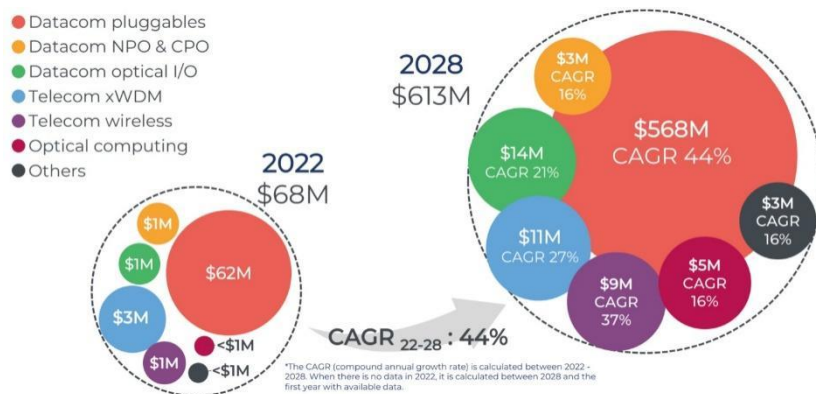 Datacom pluggables
Datacom NPO & CPO
Datacom optical I/O
Telecom xWDM
Telecom wireless
Optical computing
Others
2022
$68M
$1M
$1M
$62M
$3M
$1M
<$1M
<$1M
CAGR 22-28 : 44%
2028
$613M
$3M
CAGR
16%
$568M
CAGR 44%
$14M
CAGR 21%
$3M
CAGR
16%
$11M
CAGR 27%
$5M
CAGR
16%
$9M
CAGR
37%
*The CAGR (compound annual growth rate) is calculated between 2022 -
2028. When there is no data in 2022, it is calculated between 2028 and the
first year with available data.